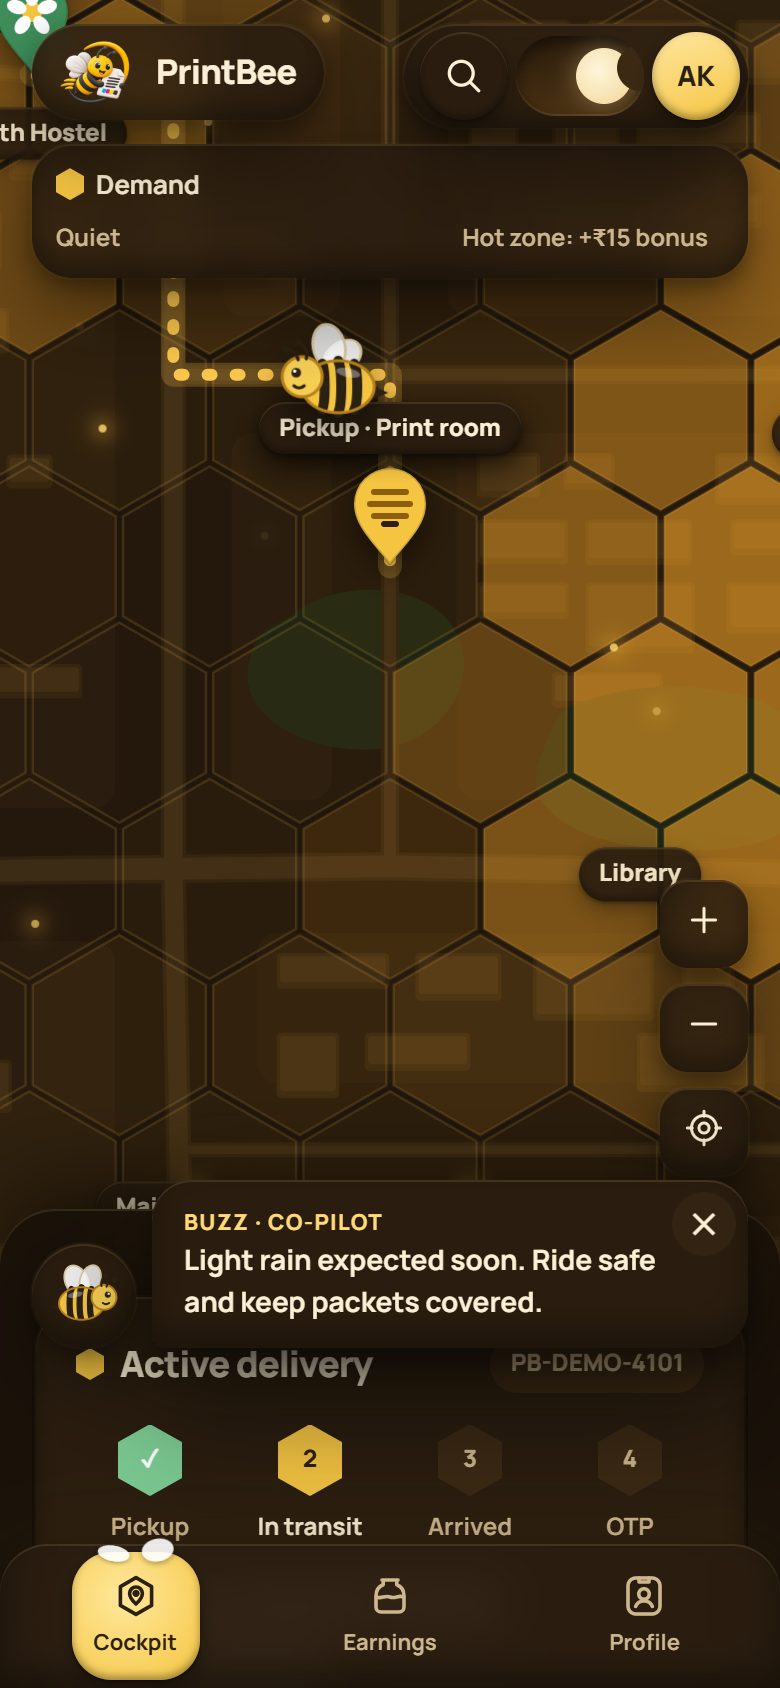 PrintBee
AK
th Hostel
Demand
Quiet
Hot zone: +₹15 bonus
Pickup · Print room
Library
Mai
BUZZ · CO-PILOT
Light rain expected soon. Ride safe
and keep packets covered.
Active delivery
PB-DEMO-4101
✓
2
3
4
Pickup
In transit
Arrived
OTP
Cockpit
Earnings
Profile